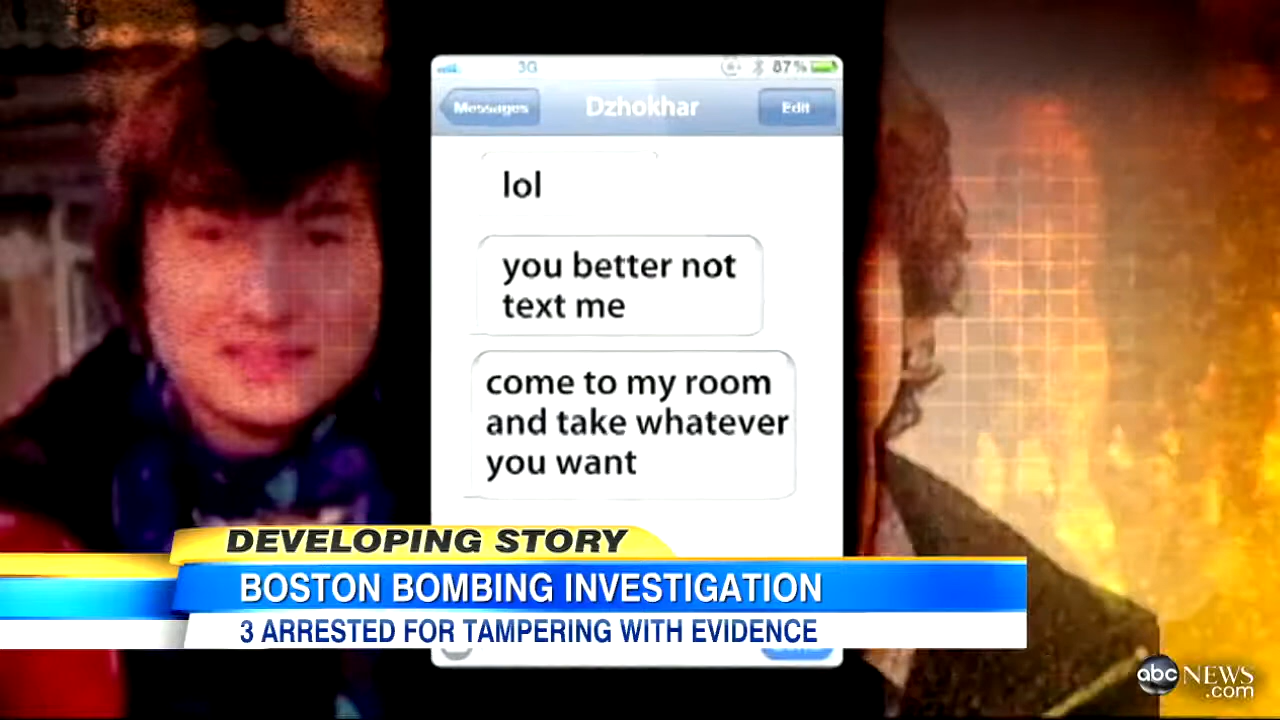 3G
87%
Messages
Dzhokhar
Edit
lol
you better not
text me
come to my room
and take whatever
you want
DEVELOPING STORY
BOSTON BOMBING INVESTIGATION
3 ARRESTED FOR TAMPERING WITH EVIDENCE
abc NEWS
.com